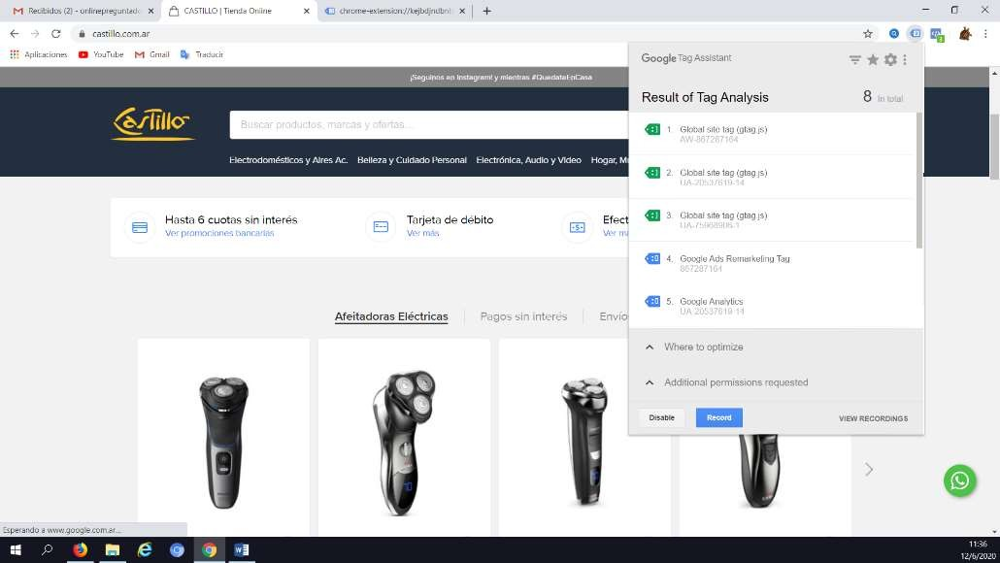 Recibidos (2) - onlinepreguntado
CASTILLO | Tienda Online
chrome-extension://kejbdjndbnl
castillo.com.ar
Aplicaciones
YouTube
Gmail
Traducir
¡Seguinos en Instagram! y mientras #QuedateEnCasa
Castillo
Buscar productos, marcas y ofertas...
Electrodomésticos y Aires Ac.
Belleza y Cuidado Personal
Electrónica, Audio y Video
Hogar,
Hasta 6 cuotas sin interés
Ver promociones bancarias
Tarjeta de débito
Ver más
Efect
Ver m
Afeitadoras Eléctricas
Pagos sin interés
Envío
Google Tag Assistant
Result of Tag Analysis
8 In total
1. Global site tag (gtag.js)
AW-867287164
2. Global site tag (gtag.js)
UA-20537619-14
3. Global site tag (gtag.js)
UA-75968906-1
4. Google Ads Remarketing Tag
867287164
5. Google Analytics
UA-20537619-14
Where to optimize
Additional permissions requested
Disable
Record
VIEW RECORDINGS
Esperando a www.google.com.ar...
11:36
12/6/2020